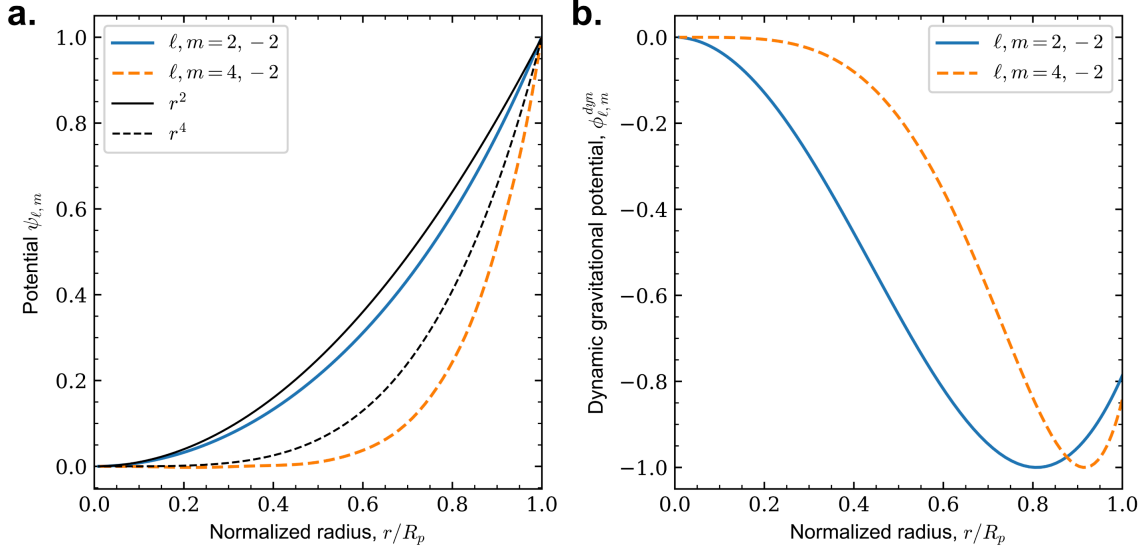 a.
1.0
0.8
0.6
0.4
0.2
0.0
Potential ψℓ,m
ℓ, m = 2, −2
ℓ, m = 4, −2
r²
r⁴
0.0 0.2 0.4 0.6 0.8 1.0
Normalized radius, r/Rₚ
b.
0.0
−0.2
−0.4
−0.6
−0.8
−1.0
Dynamic gravitational potential, ϕℓ,m^dyn
ℓ, m = 2, −2
ℓ, m = 4, −2
0.0 0.2 0.4 0.6 0.8 1.0
Normalized radius, r/Rₚ